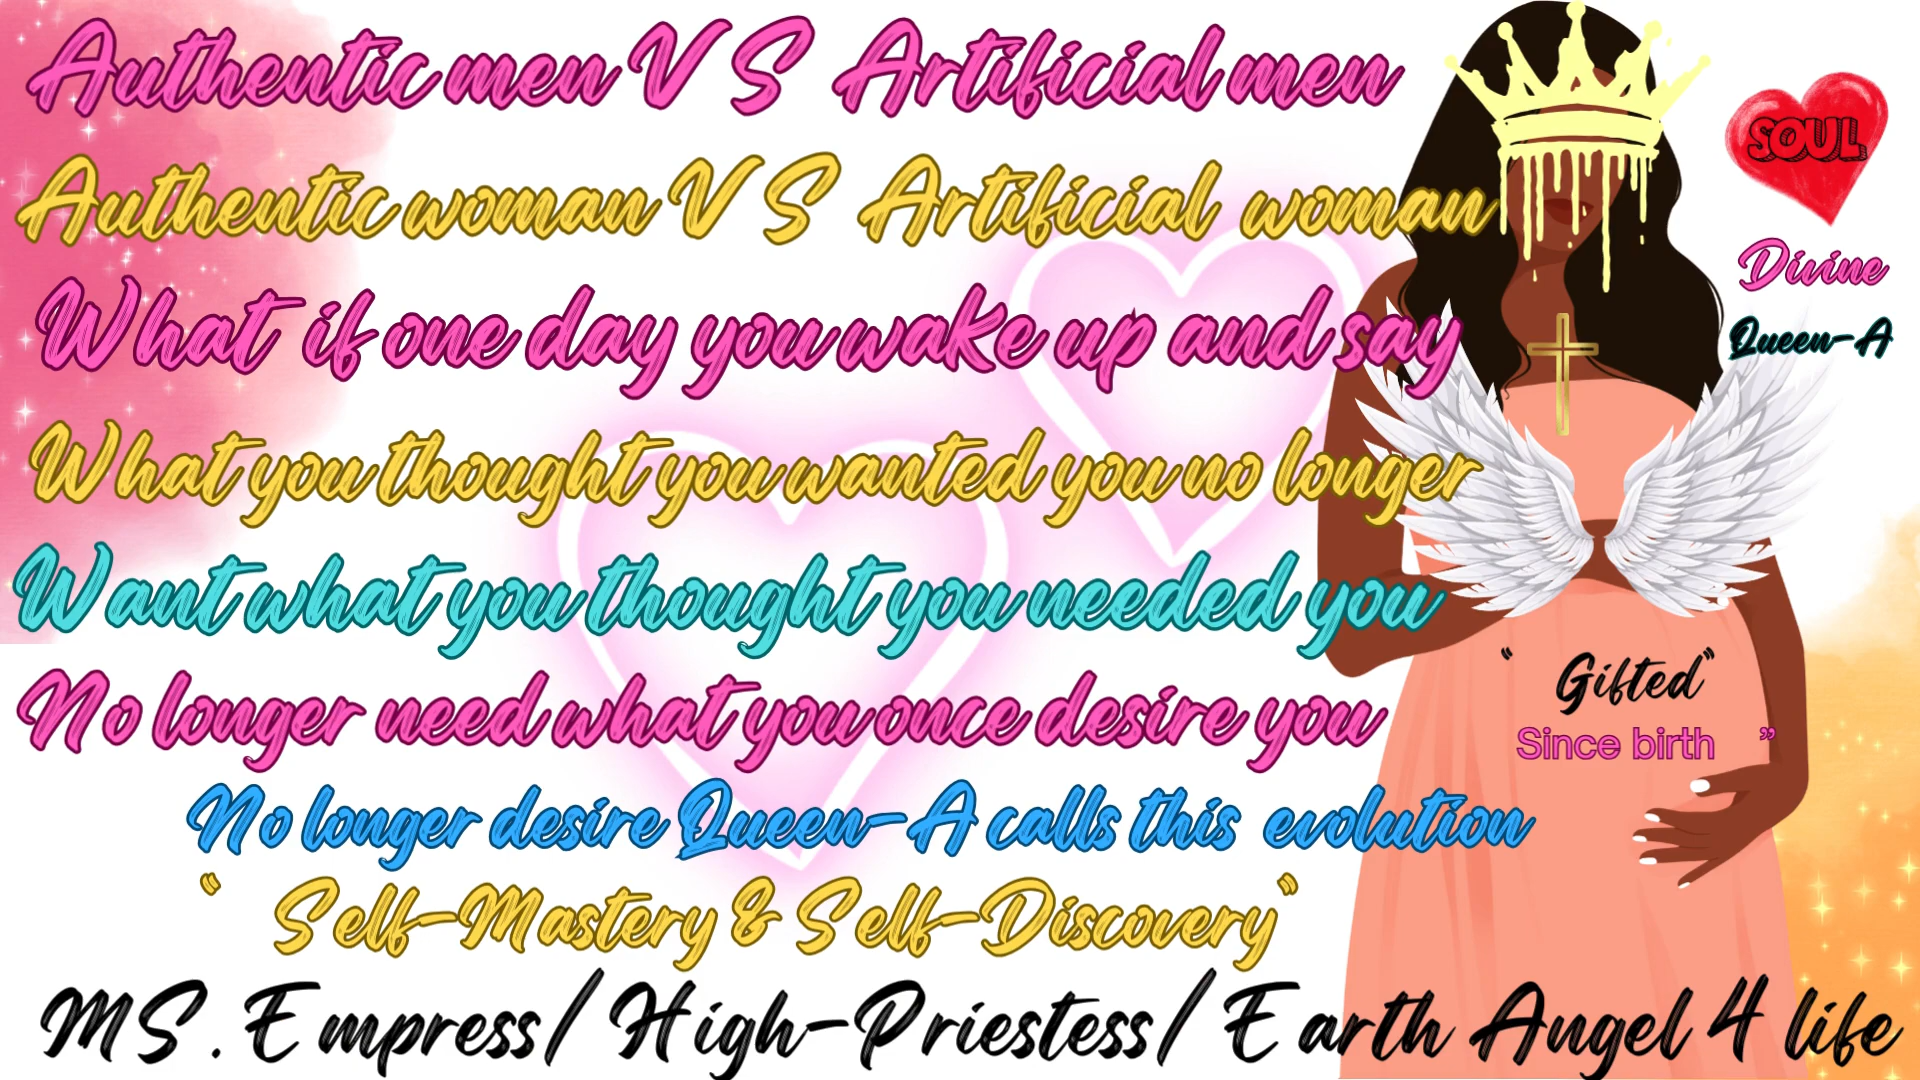 Authentic men VS Artificial men
Authentic woman VS Artificial woman
What if one day you wake up and say
What you thought you wanted you no longer
Want what you thought you needed you
No longer need what you once desire you
No longer desire Queen-A calls this evolution
“ Self-Mastery & Self-Discovery”
MS. Empress/High-Priestess/Earth Angel 4 life
SOUL
Divine
Queen-A
“ Gifted”
Since birth ”